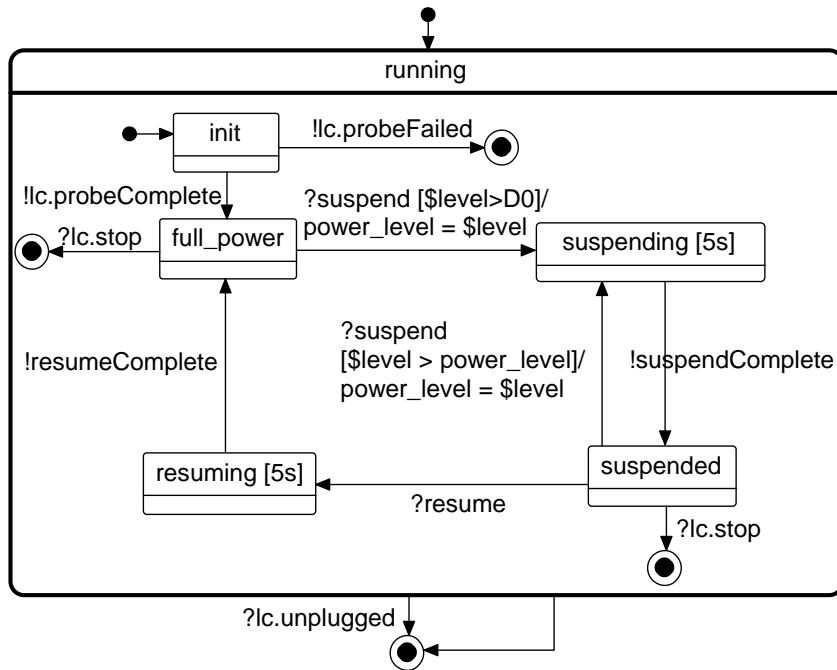 running
init
!lc.probeFailed
!lc.probeComplete
?suspend [$level>D0]/
power_level = $level
?lc.stop
full_power
suspending [5s]
?suspend
[$level > power_level]/
power_level = $level
!resumeComplete
!suspendComplete
resuming [5s]
suspended
?resume
?lc.stop
?lc.unplugged